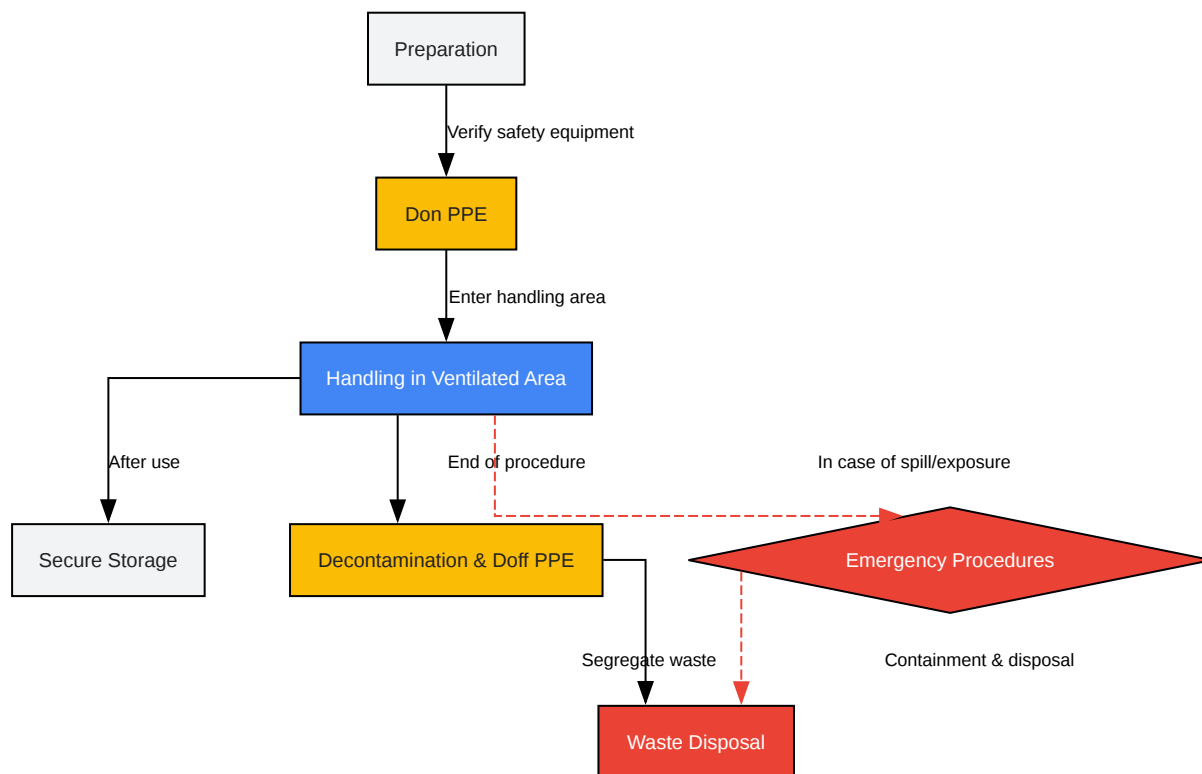 Preparation
Verify safety equipment
Don PPE
Enter handling area
Handling in Ventilated Area
After use
End of procedure
In case of spill/exposure
Secure Storage
Decontamination & Doff PPE
Emergency Procedures
Segregate waste
Containment & disposal
Waste Disposal